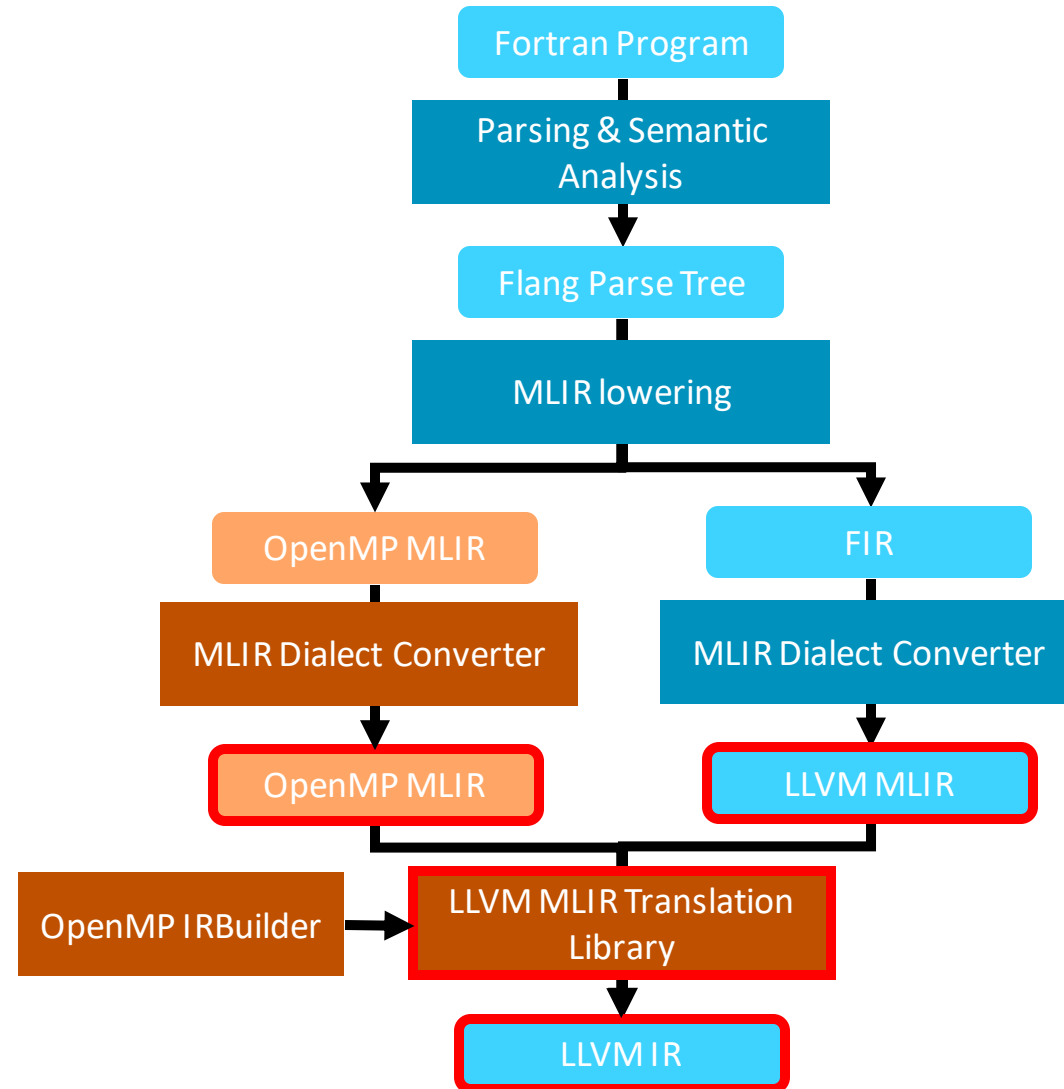 Fortran Program
Parsing & Semantic
Analysis
Flang Parse Tree
MLIR lowering
OpenMP MLIR
FIR
MLIR Dialect Converter
MLIR Dialect Converter
OpenMP MLIR
LLVM MLIR
OpenMP IRBuilder
LLVM MLIR Translation
Library
LLVM IR